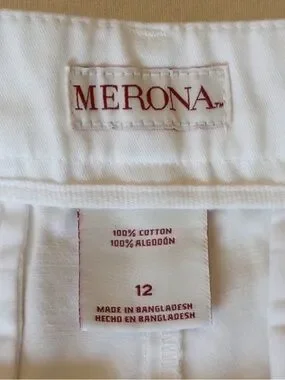 MERONA™
100% COTTON
100% ALGODÓN
12
MADE IN BANGLADESH
HECHO EN BANGLADESH